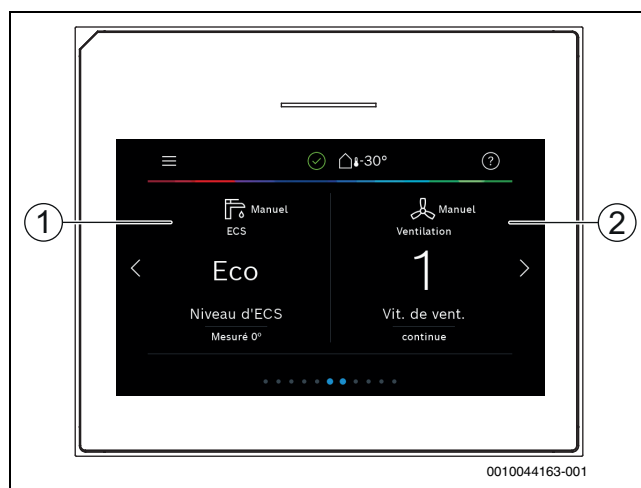 -30°
?
Manuel
ECS
Eco
Niveau d'ECS
Mesuré 0°
Manuel
Ventilation
1
Vit. de vent.
continue
1
2
0010044163-001